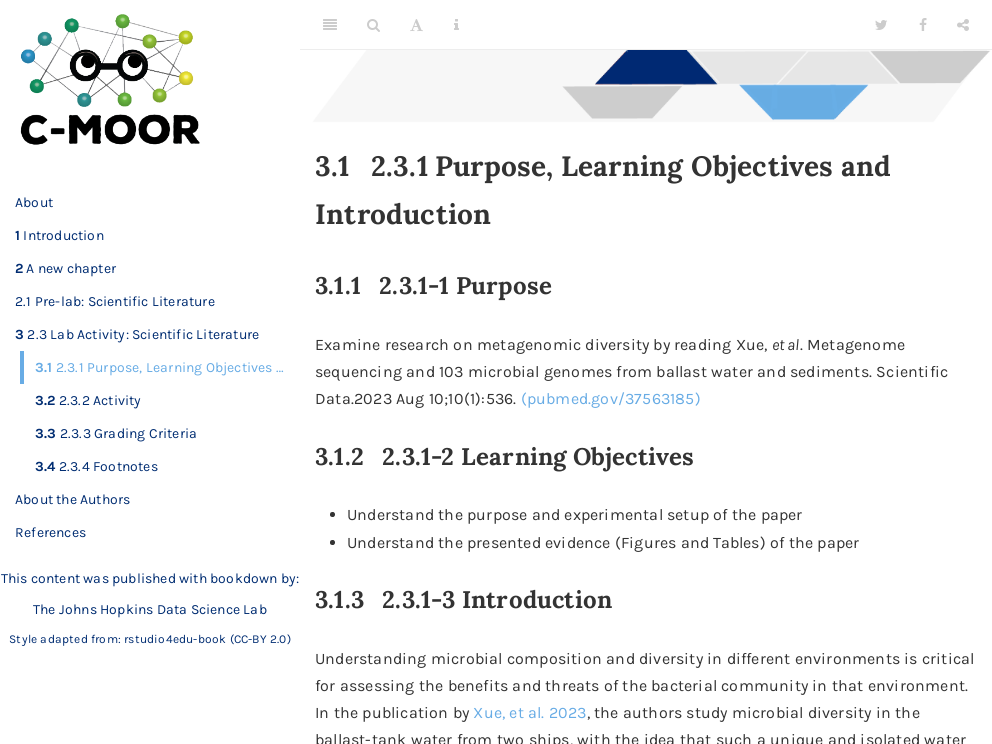 C-MOOR
About
1 Introduction
2 A new chapter
2.1 Pre-lab: Scientific Literature
3 2.3 Lab Activity: Scientific Literature
3.1 2.3.1 Purpose, Learning Objectives ...
3.2 2.3.2 Activity
3.3 2.3.3 Grading Criteria
3.4 2.3.4 Footnotes
About the Authors
References
This content was published with bookdown by:
The Johns Hopkins Data Science Lab
Style adapted from: rstudio4edu-book (CC-BY 2.0)
3.1 2.3.1 Purpose, Learning Objectives and
Introduction
3.1.1 2.3.1-1 Purpose
Examine research on metagenomic diversity by reading Xue, et al. Metagenome
sequencing and 103 microbial genomes from ballast water and sediments. Scientific
Data.2023 Aug 10;10(1):536. (pubmed.gov/37563185)
3.1.2 2.3.1-2 Learning Objectives
• Understand the purpose and experimental setup of the paper
• Understand the presented evidence (Figures and Tables) of the paper
3.1.3 2.3.1-3 Introduction
Understanding microbial composition and diversity in different environments is critical
for assessing the benefits and threats of the bacterial community in that environment.
In the publication by Xue, et al. 2023, the authors study microbial diversity in the
ballast-tank water from two ships, with the idea that such a unique and isolated water